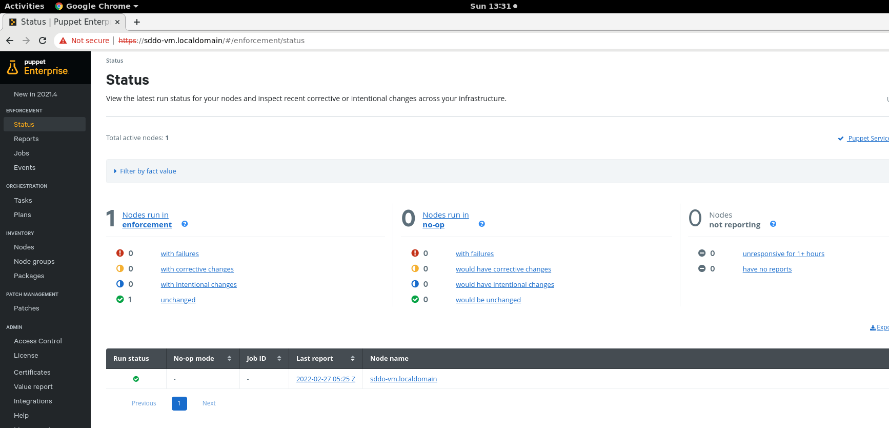 Activities Google Chrome Sun 13:31
Status | Puppet Enterp
Not secure https://sddo-vm.localdomain/#/enforcement/status
puppet
Enterprise
New in 2021.4
ENFORCEMENT
Status
Reports
Jobs
Events
ORCHESTRATION
Tasks
Plans
INVENTORY
Nodes
Node groups
Packages
PATCH MANAGEMENT
Patches
ADMIN
Access Control
License
Certificates
Value report
Integrations
Help
Status
Status
View the latest run status for your nodes and inspect recent corrective or intentional changes across your infrastructure.
Total active nodes: 1
Puppet Service
Filter by fact value
1 Nodes run in
enforcement
0 with failures
0 with corrective changes
0 with intentional changes
1 unchanged
0 Nodes run in
no-op
0 with failures
0 would have corrective changes
0 would have intentional changes
0 would be unchanged
0 Nodes
not reporting
0 unresponsive for 1+ hours
0 have no reports
Expo
Run status No-op mode Job ID Last report Node name
- - 2022-02-27 05:25 Z sddo-vm.localdomain
Previous 1 Next